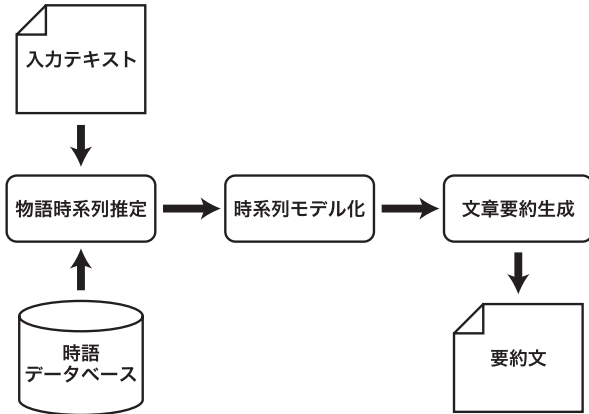 入力テキスト
物語時系列推定
時系列モデル化
文章要約生成
時語
データベース
要約文